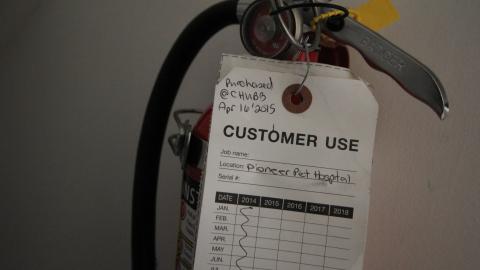 Purchased
@CHUBB
Apr 16'2015
CUSTOMER USE
Job name:
Location: Pioneer Pet Hospital
Serial #:
DATE 2014 2015 2016 2017 2018
JAN.
FEB.
MAR.
APR.
MAY.
JUN.